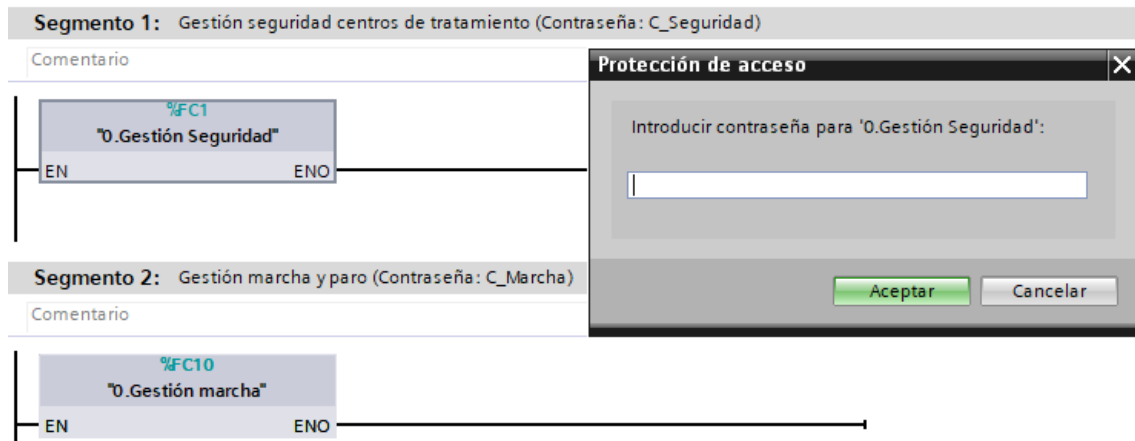 Segmento 1: Gestión seguridad centros de tratamiento (Contraseña: C_Seguridad)
Comentario
%FC1
"0.Gestión Seguridad"
EN ENO
Protección de acceso
Introducir contraseña para '0.Gestión Seguridad':
Aceptar Cancelar
Segmento 2: Gestión marcha y paro (Contraseña: C_Marcha)
Comentario
%FC10
"0.Gestión marcha"
EN ENO